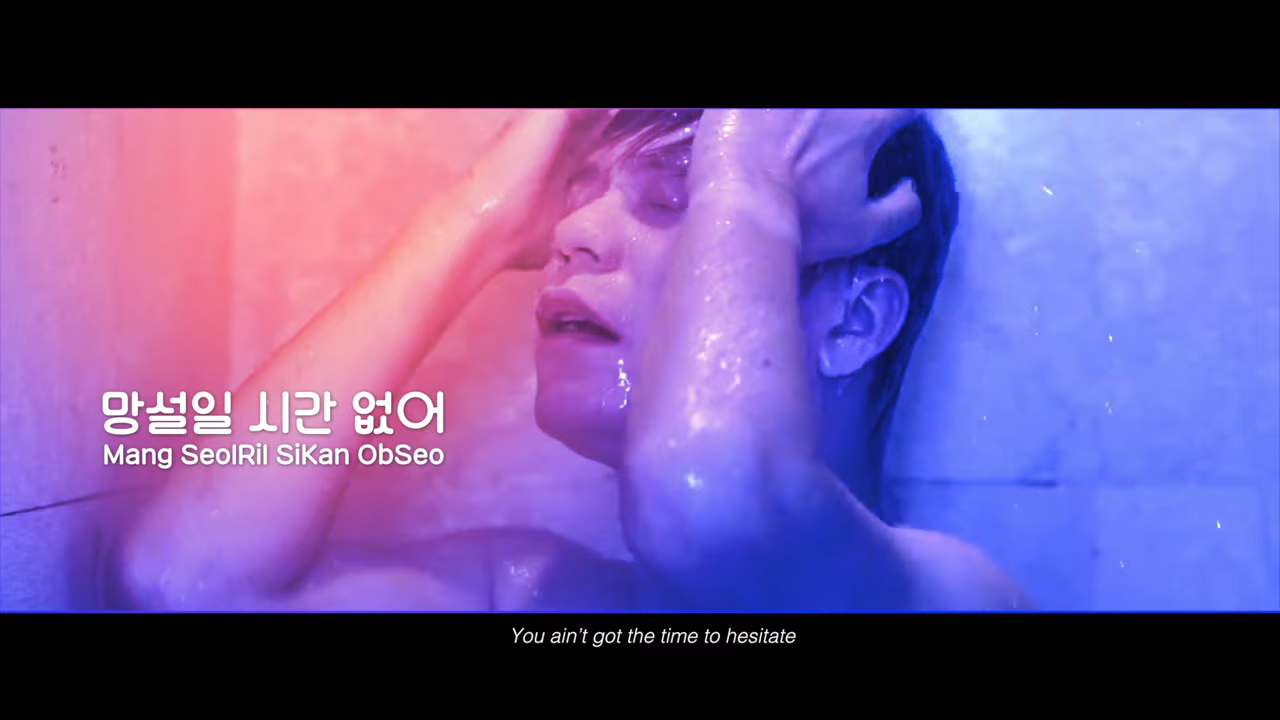 망설일 시간 없어
Mang SeolRil SiKan ObSeo
You ain't got the time to hesitate